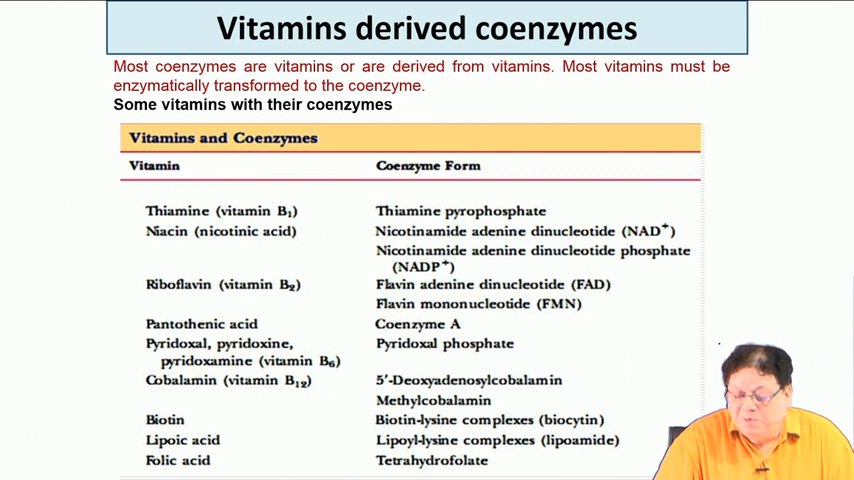 Vitamins derived coenzymes
Most coenzymes are vitamins or are derived from vitamins. Most vitamins must be
enzymatically transformed to the coenzyme.
Some vitamins with their coenzymes
Vitamins and Coenzymes
Vitamin Coenzyme Form
Thiamine (vitamin B₁) Thiamine pyrophosphate
Niacin (nicotinic acid) Nicotinamide adenine dinucleotide (NAD⁺)
Nicotinamide adenine dinucleotide phosphate
(NADP⁺)
Riboflavin (vitamin B₂) Flavin adenine dinucleotide (FAD)
Flavin mononucleotide (FMN)
Pantothenic acid Coenzyme A
Pyridoxal, pyridoxine, Pyridoxal phosphate
pyridoxamine (vitamin B₆)
Cobalamin (vitamin B₁₂) 5′-Deoxyadenosylcobalamin
Methylcobalamin
Biotin Biotin-lysine complexes (biocytin)
Lipoic acid Lipoyl-lysine complexes (lipoamide)
Folic acid Tetrahydrofolate